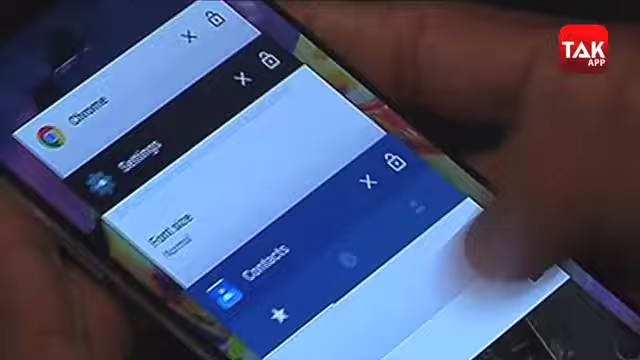 TAK
APP
Chrome
Settings
Font size
Normal
Contacts